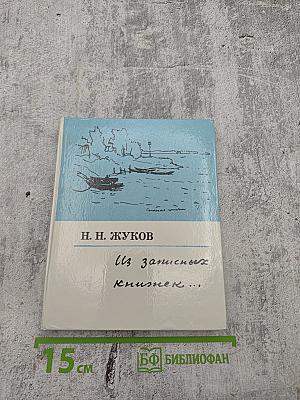 Н. Н. ЖУКОВ
Из записных
книжек...
15 см
БФ БИБЛИОФАН